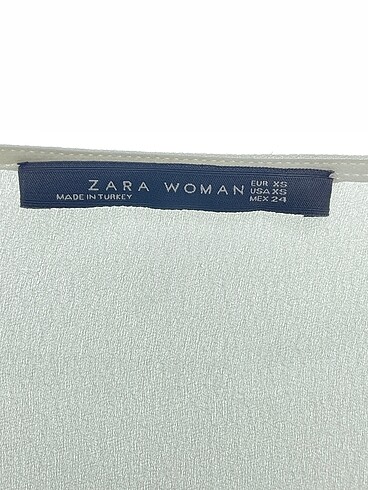 ZARA WOMAN
MADE IN TURKEY
EUR XS
USA XS
MEX 24